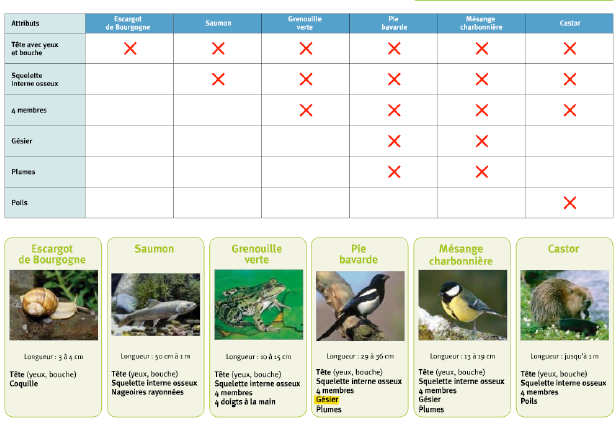 Attributs
Escargot
de Bourgogne
Saumon
Grenouille
verte
Pie
bavarde
Mésange
charbonnière
Castor
Tête avec yeux
et bouche
Squelette
interne osseux
4 membres
Gésier
Plumes
Poils
Escargot
de Bourgogne
Longueur : 3 à 4 cm
Tête (yeux, bouche)
Coquille
Saumon
Longueur : 50 cm à 1 m
Tête (yeux, bouche)
Squelette interne osseux
Nageoires rayonnées
Grenouille
verte
Longueur : 10 à 15 cm
Tête (yeux, bouche)
Squelette interne osseux
4 membres
4 doigts à la main
Pie
bavarde
Longueur : 29 à 36 cm
Tête (yeux, bouche)
Squelette interne osseux
4 membres
Gésier
Plumes
Mésange
charbonnière
Longueur : 13 à 19 cm
Tête (yeux, bouche)
Squelette interne osseux
4 membres
Gésier
Plumes
Castor
Longueur : jusqu'à 1 m
Tête (yeux, bouche)
Squelette interne osseux
4 membres
Poils